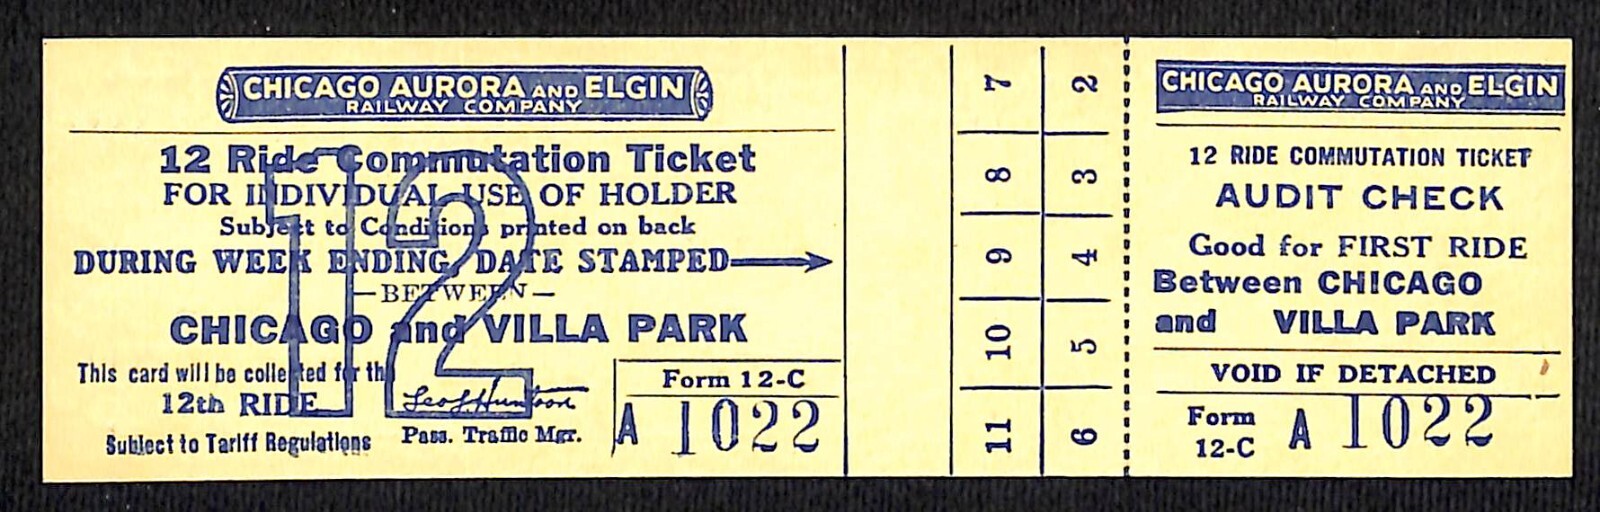 CHICAGO AURORA AND ELGIN
RAILWAY COMPANY
12 Ride Commutation Ticket
FOR INDIVIDUAL USE OF HOLDER
Subject to Conditions printed on back
DURING WEEK ENDING DATE STAMPED
—BETWEEN—
CHICAGO and VILLA PARK
This card will be collected for the
12th RIDE
Subject to Tariff Regulations
12
Geo. L. Huntoon
Pass. Traffic Mgr.
Form 12-C
A 1022
7 2
8 3
9 4
10 5
11 6
CHICAGO AURORA AND ELGIN
RAILWAY COMPANY
12 RIDE COMMUTATION TICKET
AUDIT CHECK
Good for FIRST RIDE
Between CHICAGO
and VILLA PARK
VOID IF DETACHED
Form
12-C
A 1022